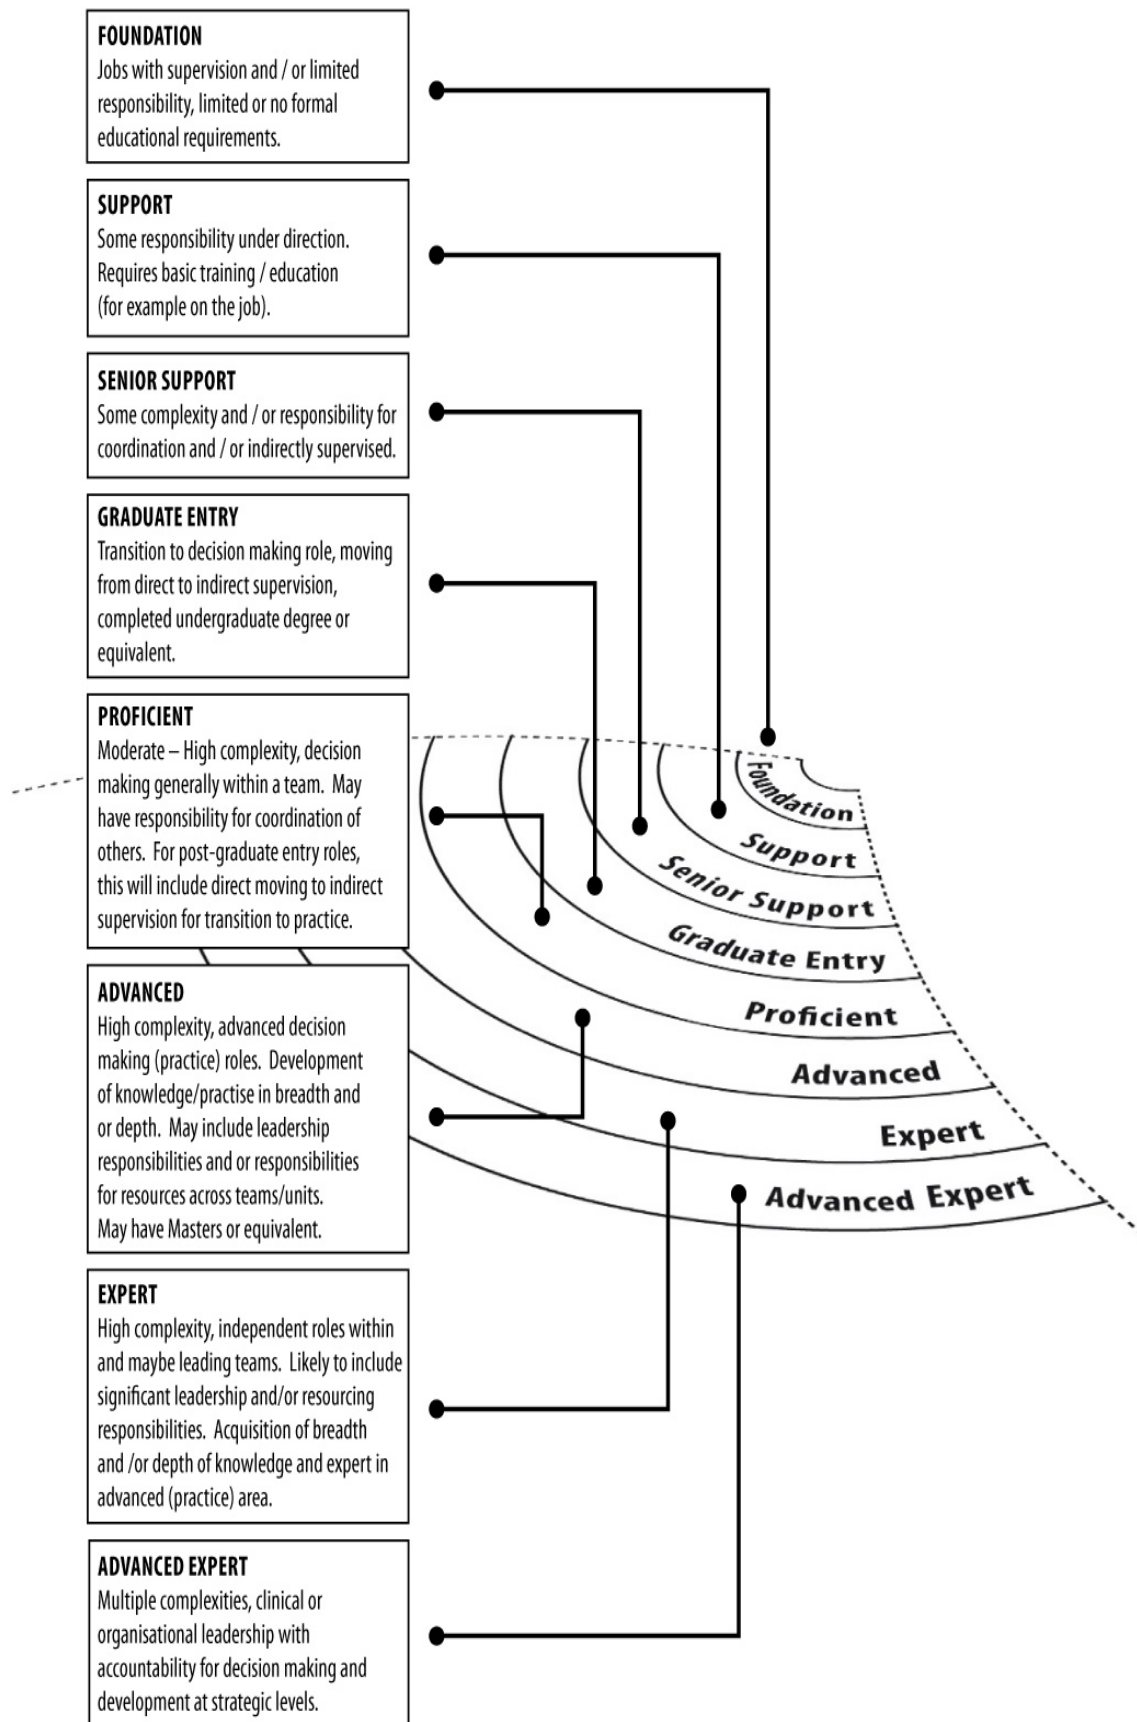 FOUNDATION
Jobs with supervision and / or limited
responsibility, limited or no formal
educational requirements.
SUPPORT
Some responsibility under direction.
Requires basic training / education
(for example on the job).
SENIOR SUPPORT
Some complexity and / or responsibility for
coordination and / or indirectly supervised.
GRADUATE ENTRY
Transition to decision making role, moving
from direct to indirect supervision,
completed undergraduate degree or
equivalent.
PROFICIENT
Moderate – High complexity, decision
making generally within a team. May
have responsibility for coordination of
others. For post-graduate entry roles,
this will include direct moving to indirect
supervision for transition to practice.
ADVANCED
High complexity, advanced decision
making (practice) roles. Development
of knowledge/practise in breadth and
or depth. May include leadership
responsibilities and or responsibilities
for resources across teams/units.
May have Masters or equivalent.
EXPERT
High complexity, independent roles within
and maybe leading teams. Likely to include
significant leadership and/or resourcing
responsibilities. Acquisition of breadth
and /or depth of knowledge and expert in
advanced (practice) area.
ADVANCED EXPERT
Multiple complexities, clinical or
organisational leadership with
accountability for decision making and
development at strategic levels.
Foundation
Support
Senior Support
Graduate Entry
Proficient
Advanced
Expert
Advanced Expert